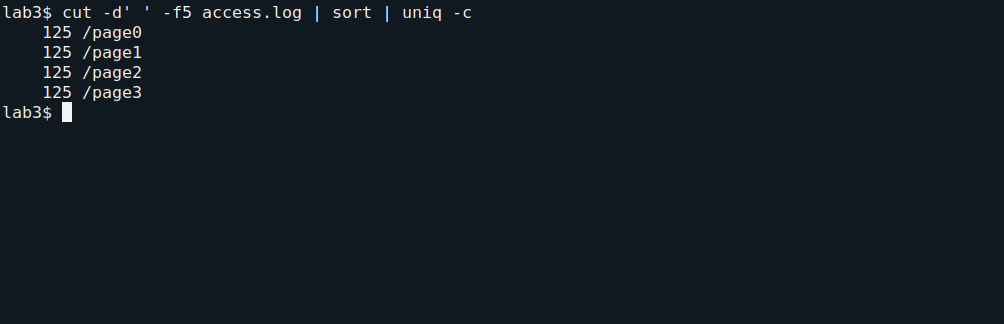 lab3$ cut -d' ' -f5 access.log | sort | uniq -c
    125 /page0
    125 /page1
    125 /page2
    125 /page3
lab3$